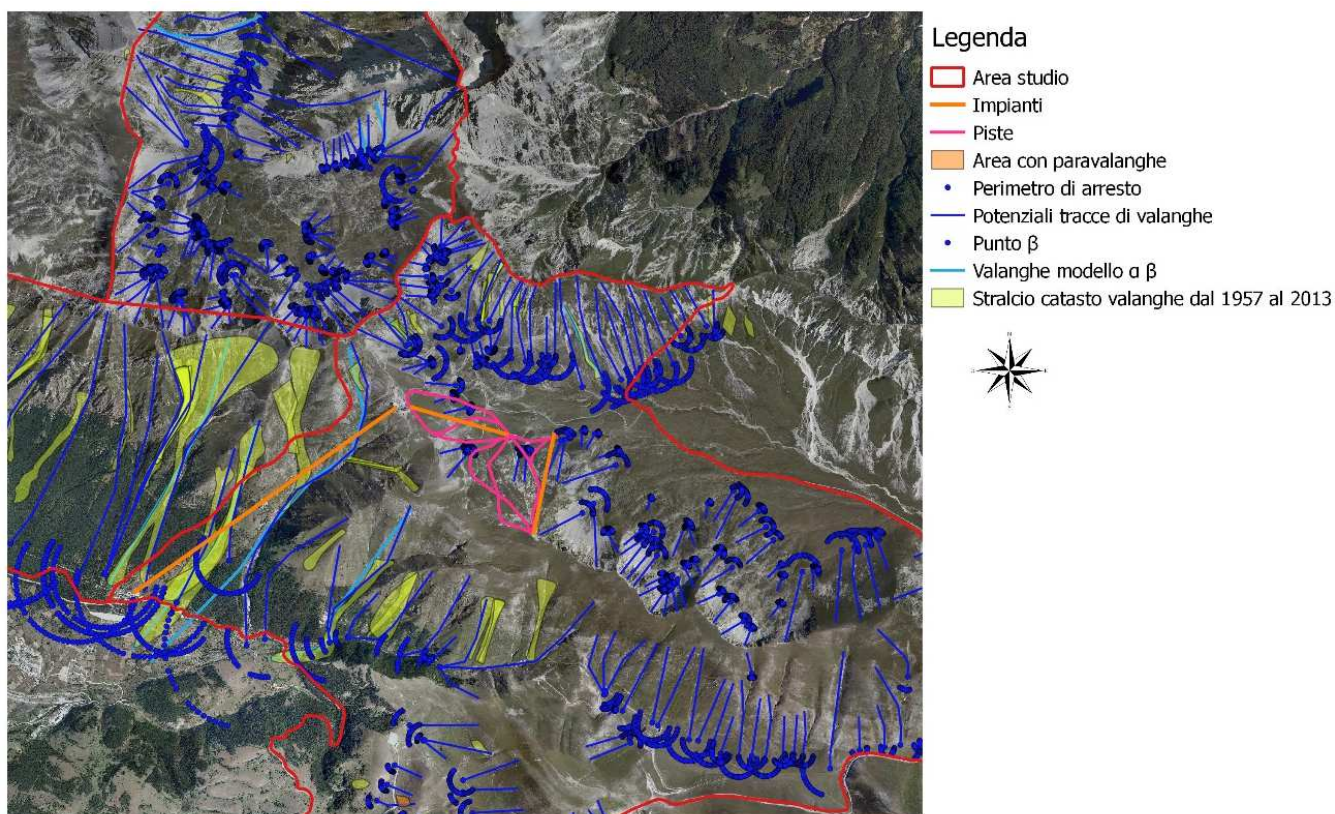 Legenda
Area studio
Impianti
Piste
Area con paravalanghe
Perimetro di arresto
Potenziali tracce di valanghe
Punto β
Valanghe modello α β
Stralcio catasto valanghe dal 1957 al 2013